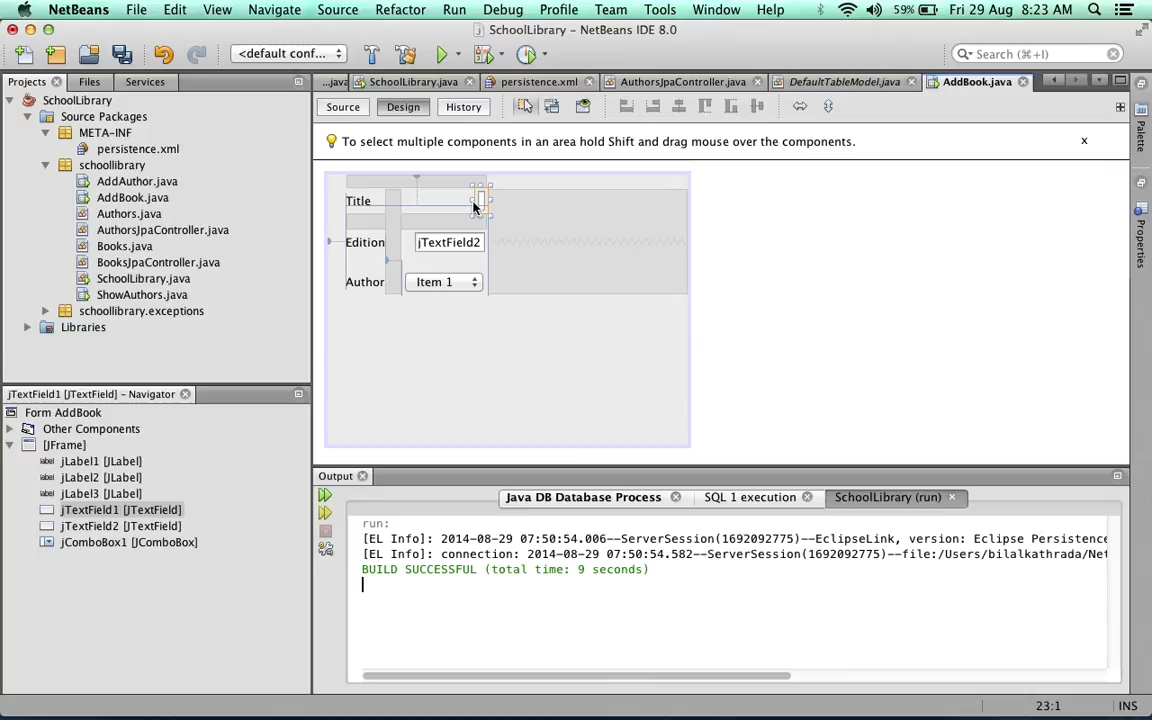 NetBeans File Edit View Navigate Source Refactor Run Debug Profile Team Tools Window Help 59% Fri 29 Aug 8:23 AM
SchoolLibrary – NetBeans IDE 8.0
<default conf... Search (⌘+I)
Projects Files Services
...java SchoolLibrary.java persistence.xml AuthorsJpaController.java DefaultTableModel.java AddBook.java
SchoolLibrary
Source Packages
META-INF
persistence.xml
schoollibrary
AddAuthor.java
AddBook.java
Authors.java
AuthorsJpaController.java
Books.java
BooksJpaController.java
SchoolLibrary.java
ShowAuthors.java
schoollibrary.exceptions
Libraries
Source Design History
To select multiple components in an area hold Shift and drag mouse over the components. x
Title
Edition jTextField2
Author Item 1
Palette
Properties
jTextField1 [JTextField] – Navigator
Form AddBook
Other Components
[JFrame]
jLabel1 [JLabel]
jLabel2 [JLabel]
jLabel3 [JLabel]
jTextField1 [JTextField]
jTextField2 [JTextField]
jComboBox1 [JComboBox]
Output
Java DB Database Process SQL 1 execution SchoolLibrary (run)
run:
[EL Info]: 2014-08-29 07:50:54.006--ServerSession(1692092775)--EclipseLink, version: Eclipse Persistence
[EL Info]: connection: 2014-08-29 07:50:54.582--ServerSession(1692092775)--file:/Users/bilalkathrada/Net
BUILD SUCCESSFUL (total time: 9 seconds)
23:1 INS